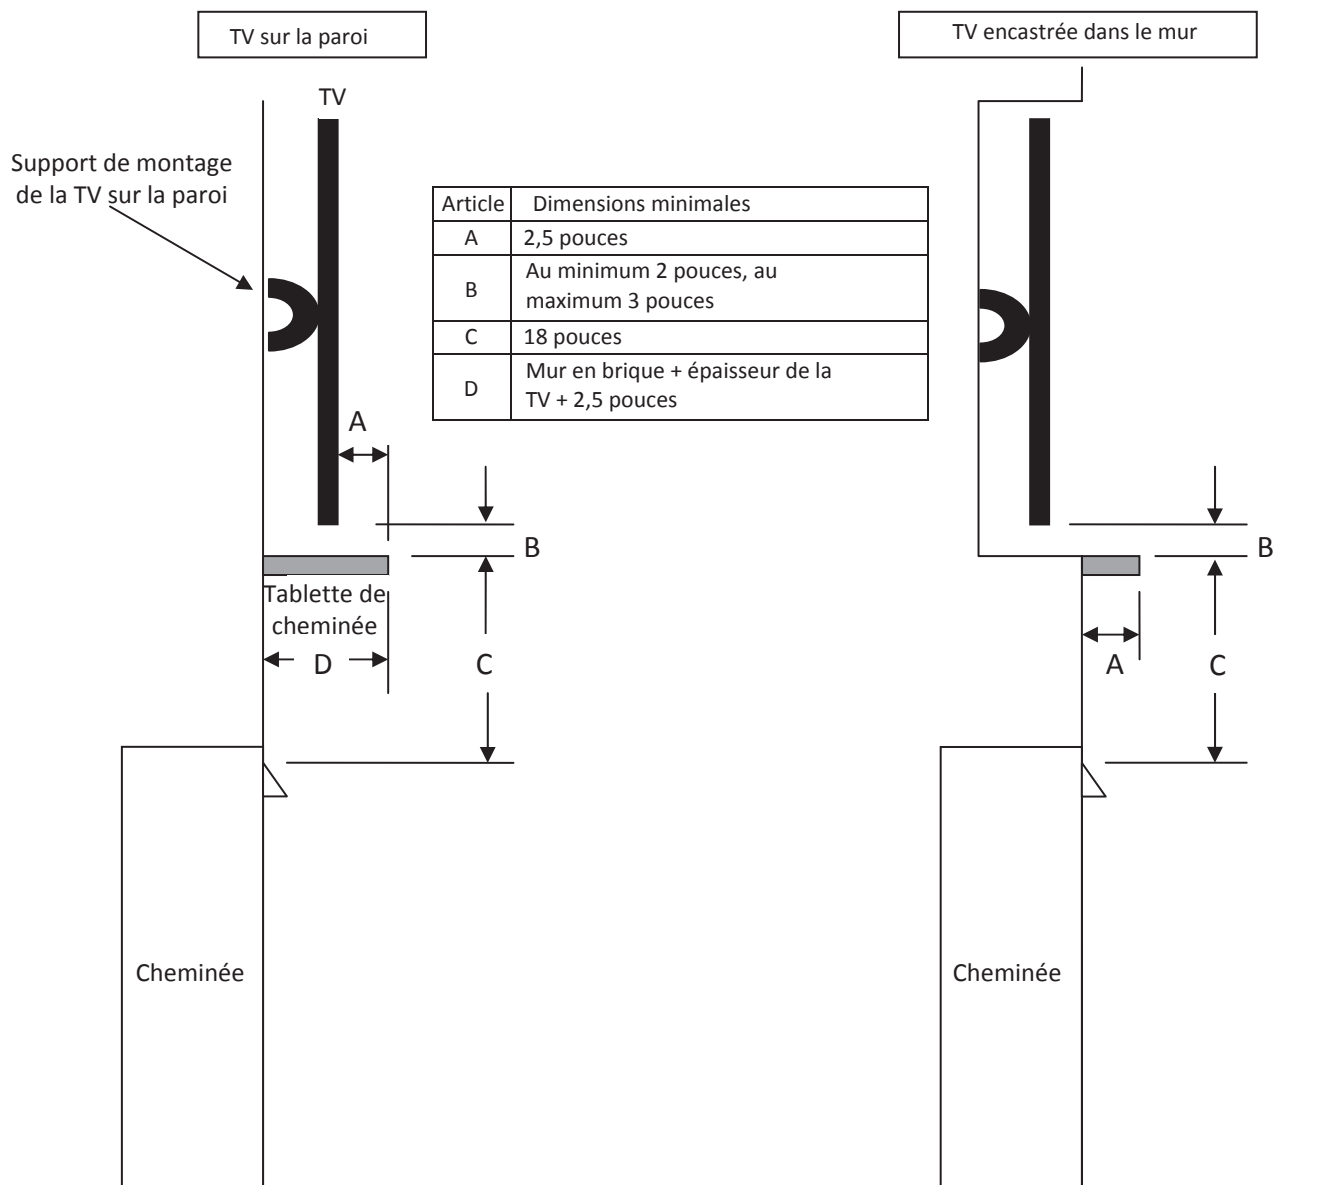 TV sur la paroi
TV encastrée dans le mur
TV
Support de montage
de la TV sur la paroi
Article Dimensions minimales
A 2,5 pouces
B Au minimum 2 pouces, au
maximum 3 pouces
C 18 pouces
D Mur en brique + épaisseur de la
TV + 2,5 pouces
A
B
B
Tablette de
cheminée
D
C
A
C
Cheminée
Cheminée